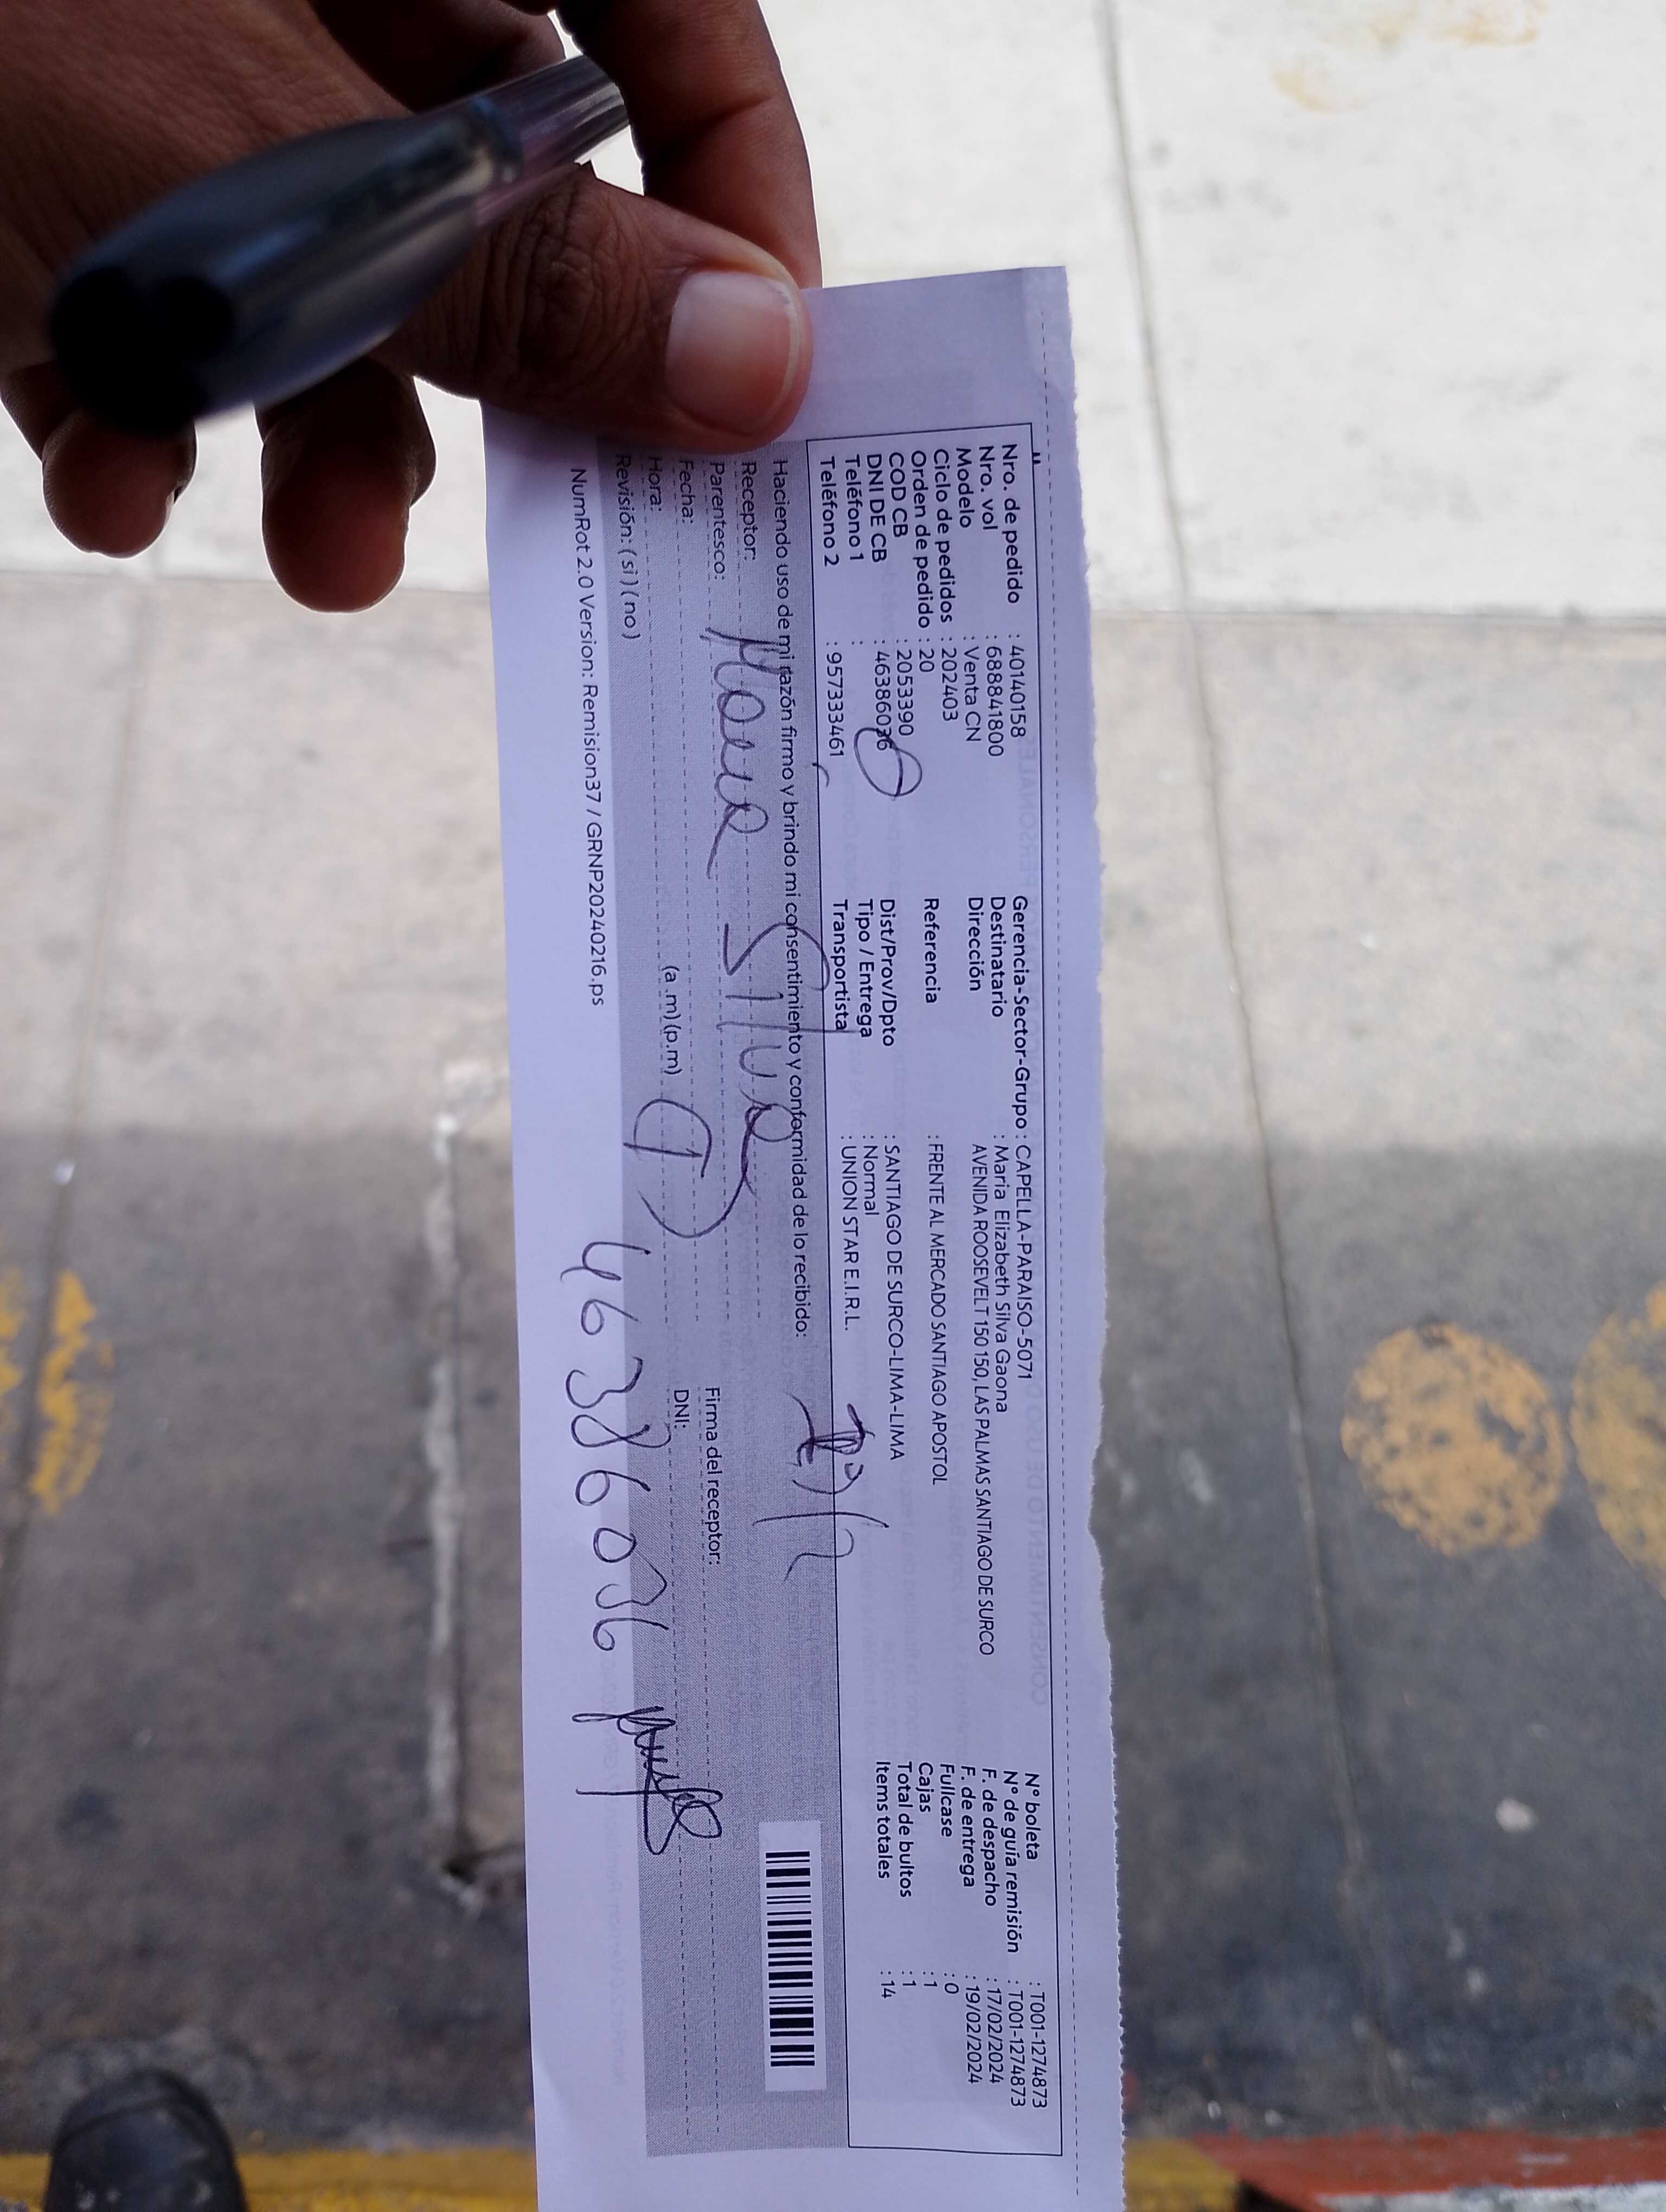 Nro. de pedido : 40140158
Nro. vol : 6888841800
Modelo : Venta CN
Ciclo de pedidos : 202403
Orden de pedido : 20
COD CB : 2053390
DNI DE CB : 46386036
Teléfono 1 :
Teléfono 2 : 957333461
Gerencia-Sector-Grupo : CAPELLA-PARAISO-5071
Destinatario : Maria Elizabeth Silva Gaona
Dirección AVENIDA ROOSEVELT 150 150, LAS PALMAS SANTIAGO DE SURCO
Referencia : FRENTE AL MERCADO SANTIAGO APOSTOL
Dist/Prov/Dpto : SANTIAGO DE SURCO-LIMA-LIMA
Tipo / Entrega : Normal
Transportista : UNION STAR E.I.R.L.
N° boleta : T001-1274873
N° de guía remisión : T001-1274873
F. de despacho : 17/02/2024
F. de entrega : 19/02/2024
Fullcase : 0
Cajas : 1
Total de bultos : 1
Items totales : 14
Haciendo uso de mi razón firmo y brindo mi consentimiento y conformidad de lo recibido:
Receptor:
Parentesco:
Silva
Fecha:
Hora: (a .m) (p.m)
Revisión: ( si ) ( no )
Firma del receptor:
DNI:
46386036
NumRot 2.0 Version: Remision37 / GRNP20240216.ps